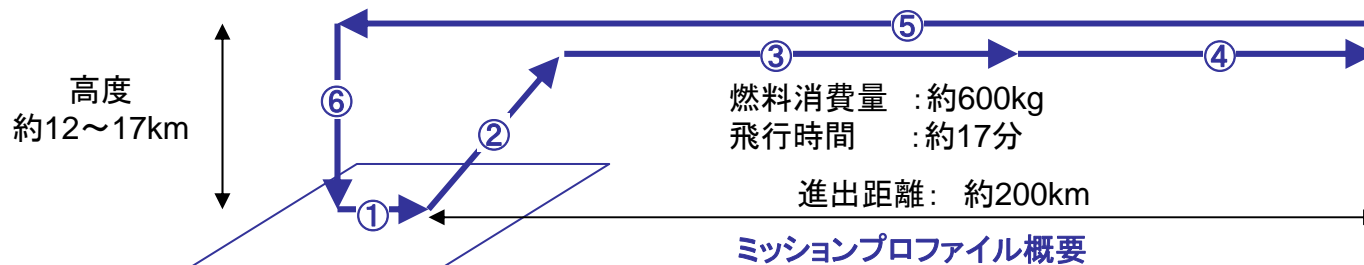 ⑤
③
④
高度
約12～17km
⑥
②
燃料消費量 ：約600kg
飛行時間 ：約17分
進出距離： 約200km
①
ミッションプロファイル概要